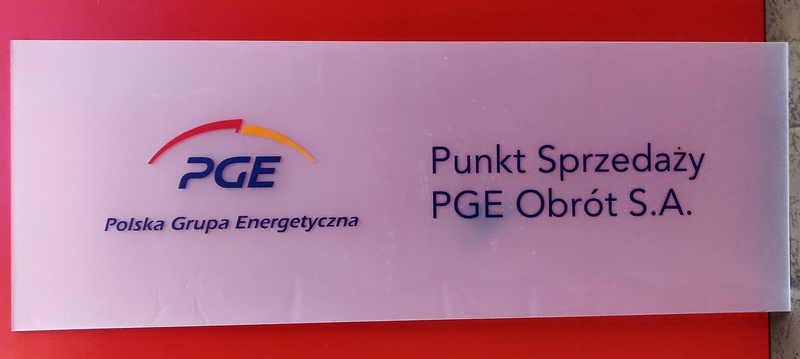 PGE
Polska Grupa Energetyczna
Punkt Sprzedaży
PGE Obrót S.A.